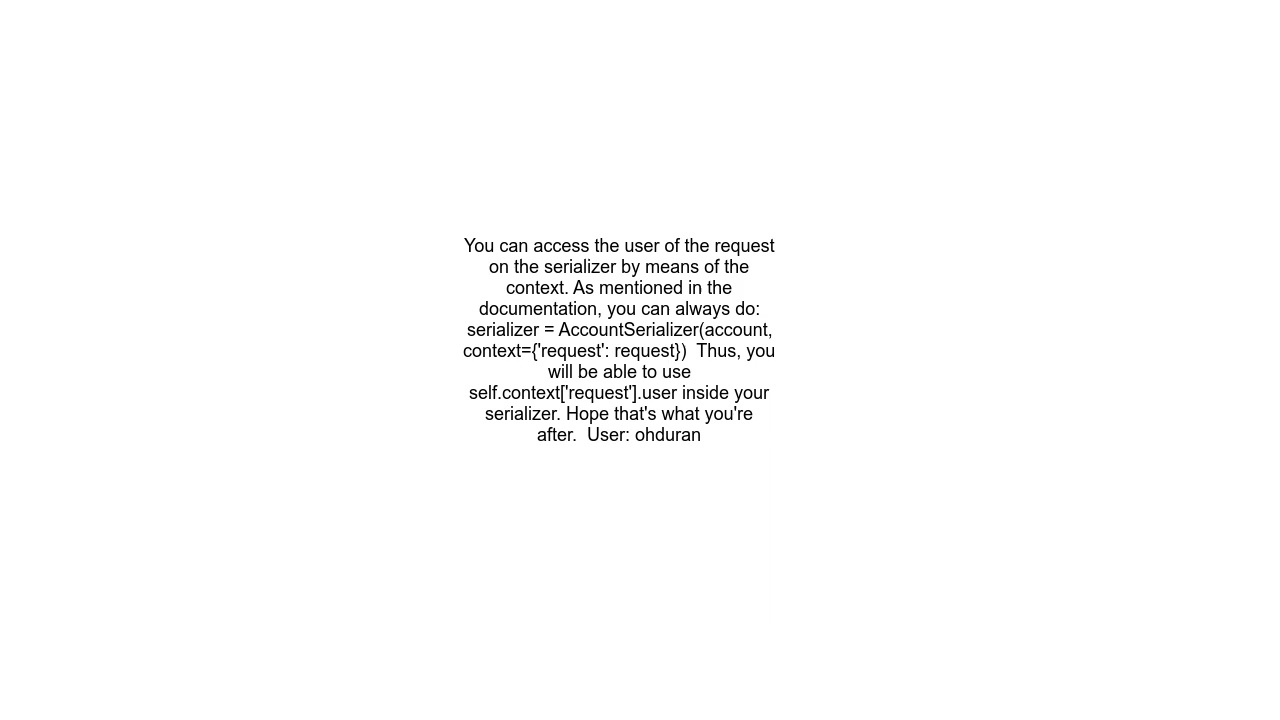 You can access the user of the request
on the serializer by means of the
context. As mentioned in the
documentation, you can always do:
serializer = AccountSerializer(account,
context={'request': request})  Thus, you
will be able to use
self.context['request'].user inside your
serializer. Hope that's what you're
after.  User: ohduran